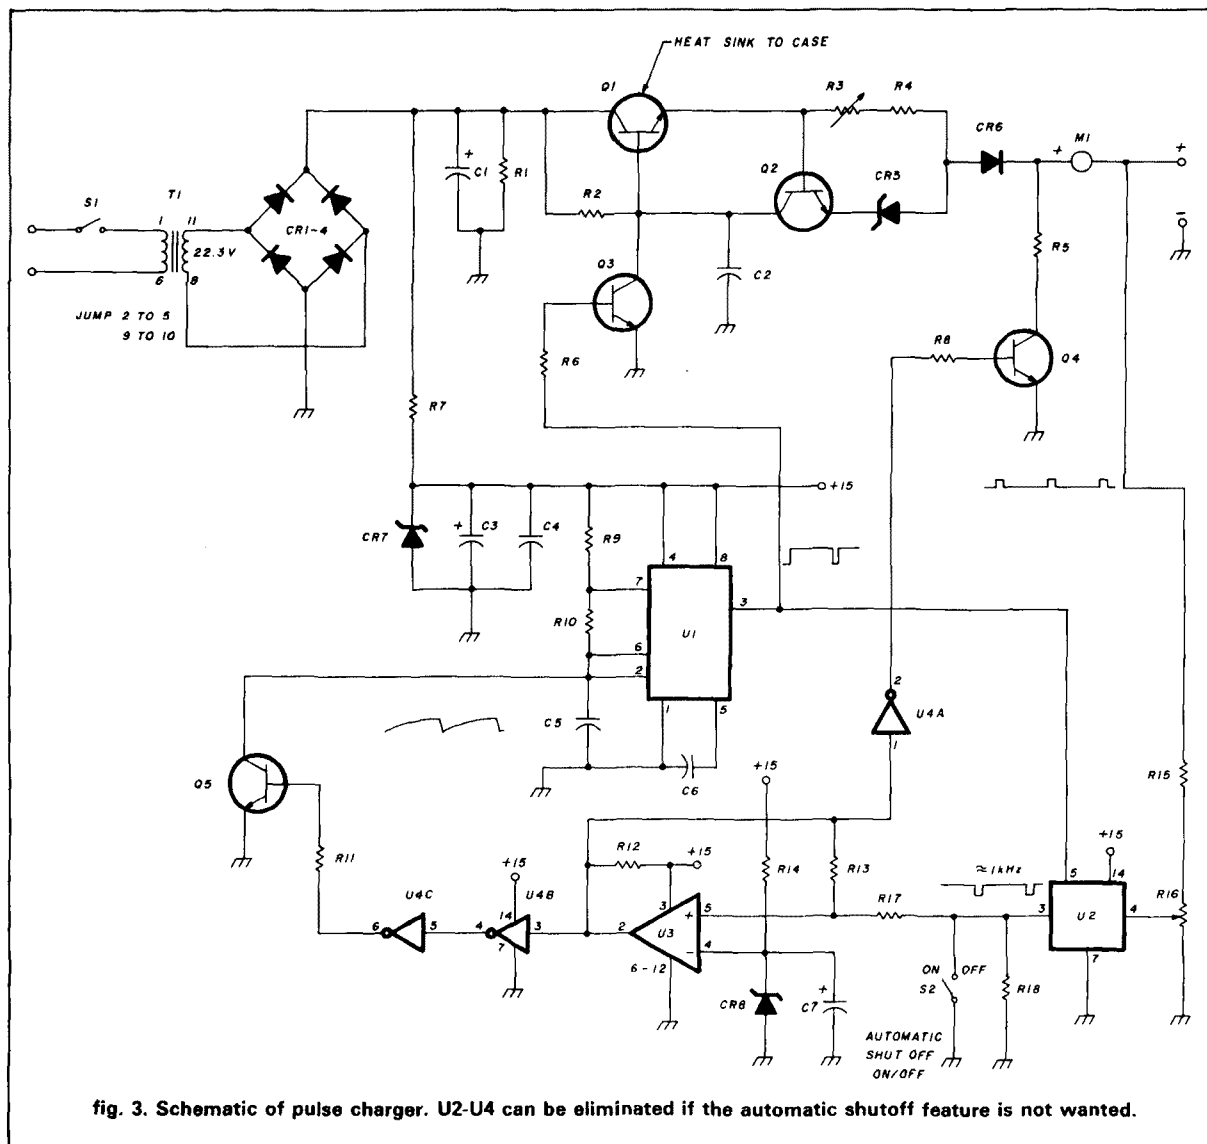 HEAT SINK TO CASE
Q1
R3
R4
CR6
M1
+
+
S1
T1
1
11
22.3V
6
8
CR1-4
JUMP 2 TO 5
9 TO 10
+
C1
R1
R2
Q2
CR5
+
-
Q3
C2
R5
R6
R8
Q4
R7
+15
CR7
+
C3
C4
R9
4
8
7
3
R10
U1
6
2
1
5
C5
C6
2
U4A
1
Q5
R11
+15
R12
+15
R14
R13
R15
+15
≈1kHz
5
14
R16
U4C
+15
U4B
6
5
4
14
3
7
2
3
U3
+
5
-
4
6-12
R17
3
U2
4
7
CR8
+
C7
ON
OFF
S2
R18
AUTOMATIC
SHUT OFF
ON/OFF
fig. 3. Schematic of pulse charger. U2-U4 can be eliminated if the automatic shutoff feature is not wanted.